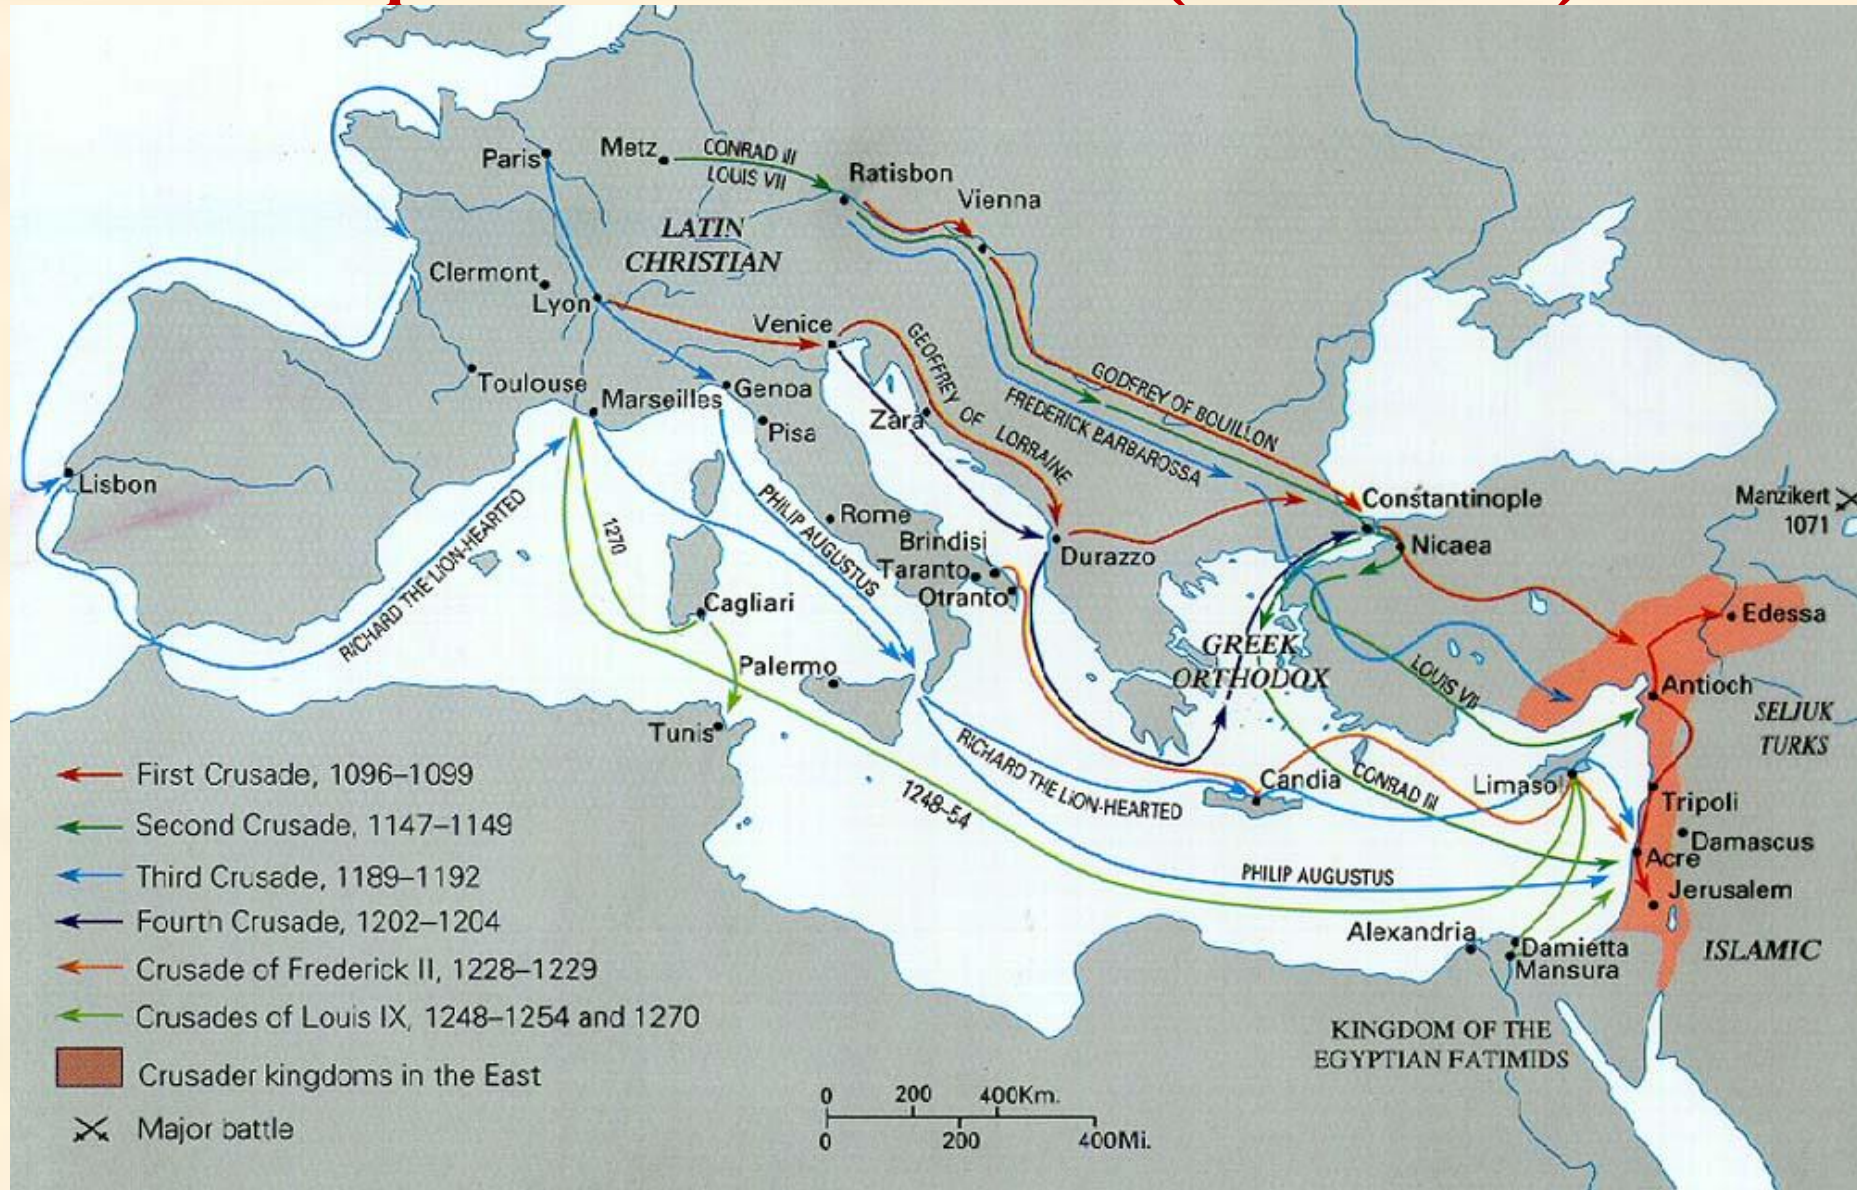 Paris
Metz
CONRAD III
LOUIS VII
Ratisbon
Vienna
LATIN
CHRISTIAN
Clermont
Lyon
Venice
GEOFFREY OF LORRAINE
GODFREY OF BOUILLON
FREDERICK BARBAROSSA
Toulouse
Marseilles
Genoa
Pisa
Zara
Lisbon
RICHARD THE LION-HEARTED
1270
PHILIP AUGUSTUS
Rome
Brindisi
Taranto
Otranto
Durazzo
Constantinople
Nicaea
Manzikert
1071
Cagliari
Palermo
Tunis
GREEK
ORTHODOX
LOUIS VII
Edessa
Antioch
SELJUK
TURKS
RICHARD THE LION-HEARTED
1248-54
Candia
CONRAD III
Limasol
Tripoli
Damascus
Acre
Jerusalem
PHILIP AUGUSTUS
Alexandria
Damietta
Mansura
ISLAMIC
KINGDOM OF THE
EGYPTIAN FATIMIDS
First Crusade, 1096–1099
Second Crusade, 1147–1149
Third Crusade, 1189–1192
Fourth Crusade, 1202–1204
Crusade of Frederick II, 1228–1229
Crusades of Louis IX, 1248–1254 and 1270
Crusader kingdoms in the East
Major battle
0 200 400Km.
0 200 400Mi.